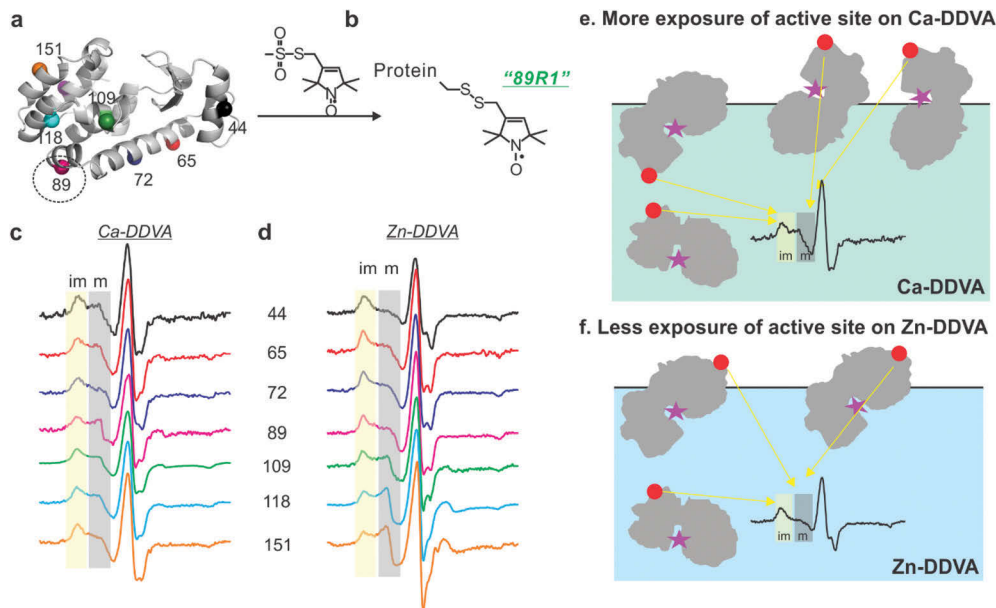 a
151
109
118
89
72
65
44
O
S
S
O
N
O
b
Protein
S
S
N
O
"89R1"
c
Ca-DDVA
im m
d
Zn-DDVA
im m
44
65
72
89
109
118
151
e. More exposure of active site on Ca-DDVA
im m
Ca-DDVA
f. Less exposure of active site on Zn-DDVA
im m
Zn-DDVA